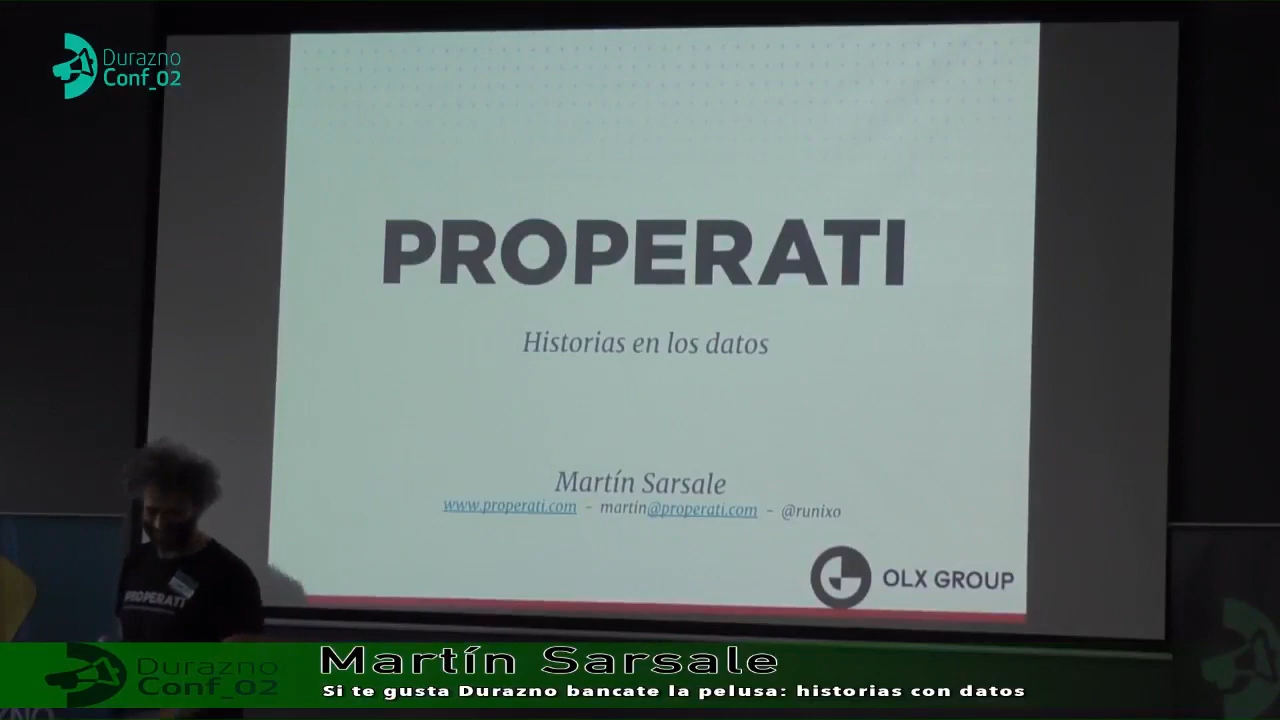 Durazno
Conf_02
PROPERATI
Historias en los datos
Martín Sarsale
www.properati.com - martin@properati.com - @runixo
OLX GROUP
PROPERATI
Durazno
Conf_02
Martín Sarsale
Si te gusta Durazno bancate la pelusa: historias con datos